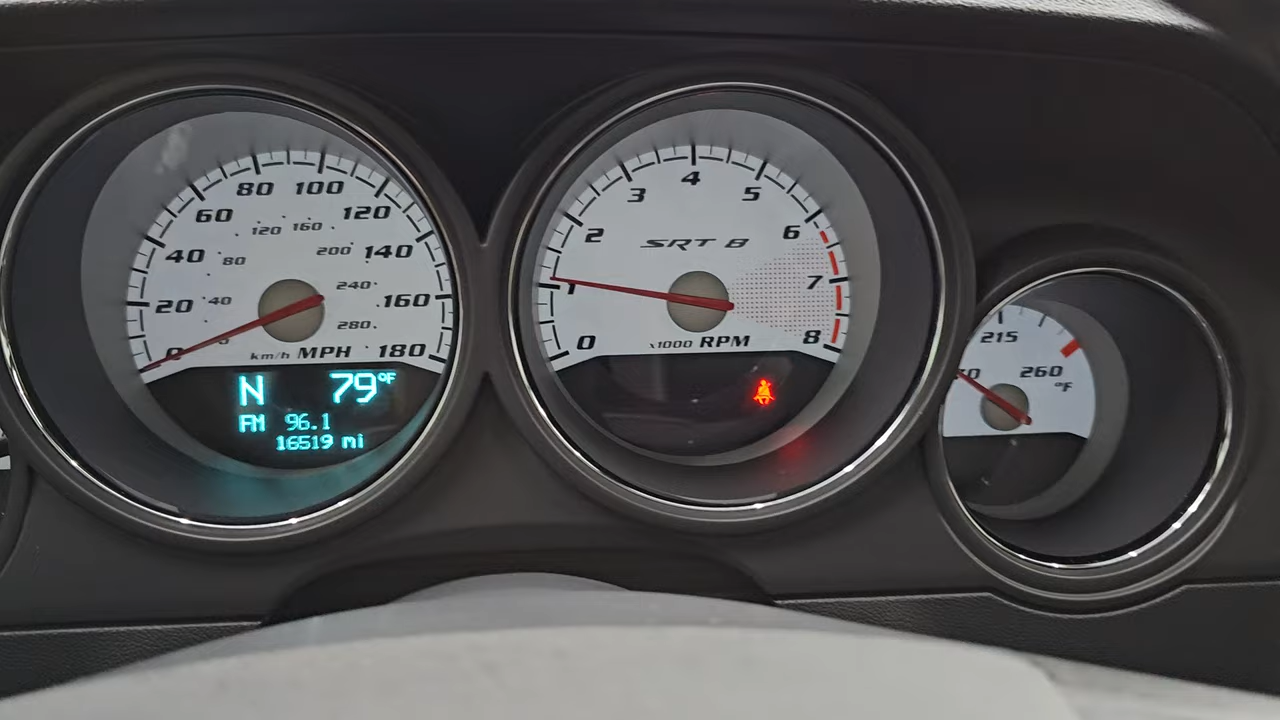 80 100
60 120
120 160
40 80 200 140
20 40 240 160
0 280
km/h MPH 180
N 79°F
FM 96.1
16519 mi
4
3 5
2 SRT 8 6
1 7
0 x1000 RPM 8
215
260
°F